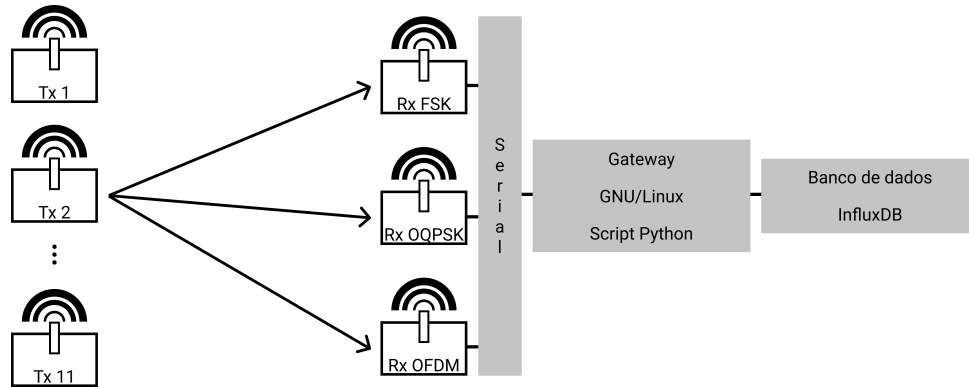 Tx 1
Tx 2
Tx 11
Rx FSK
Rx OQPSK
Rx OFDM
Serial
Gateway
GNU/Linux
Script Python
Banco de dados
InfluxDB